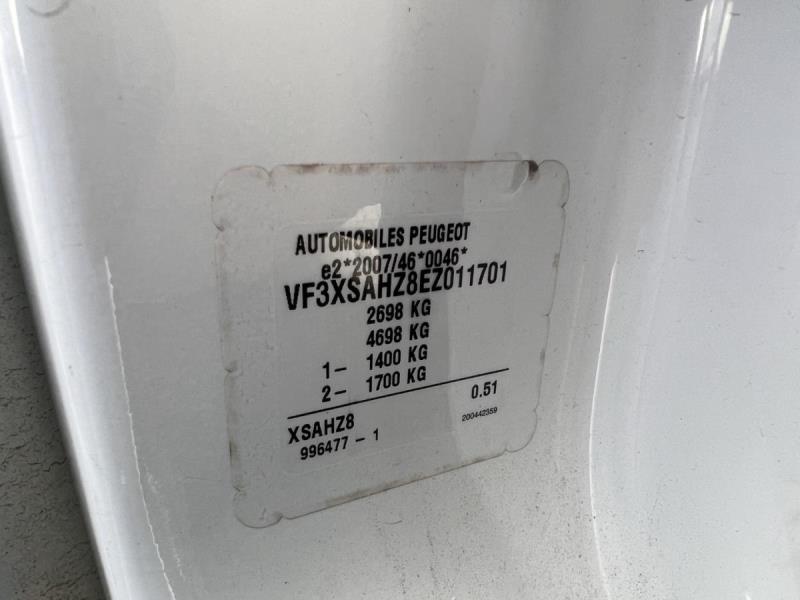 AUTOMOBILES PEUGEOT
e2*2007/46*0046*
VF3XSAHZ8EZ011701
2698 KG
4698 KG
1- 1400 KG
2- 1700 KG
XSAHZ8 0.51
996477 - 1 200442359